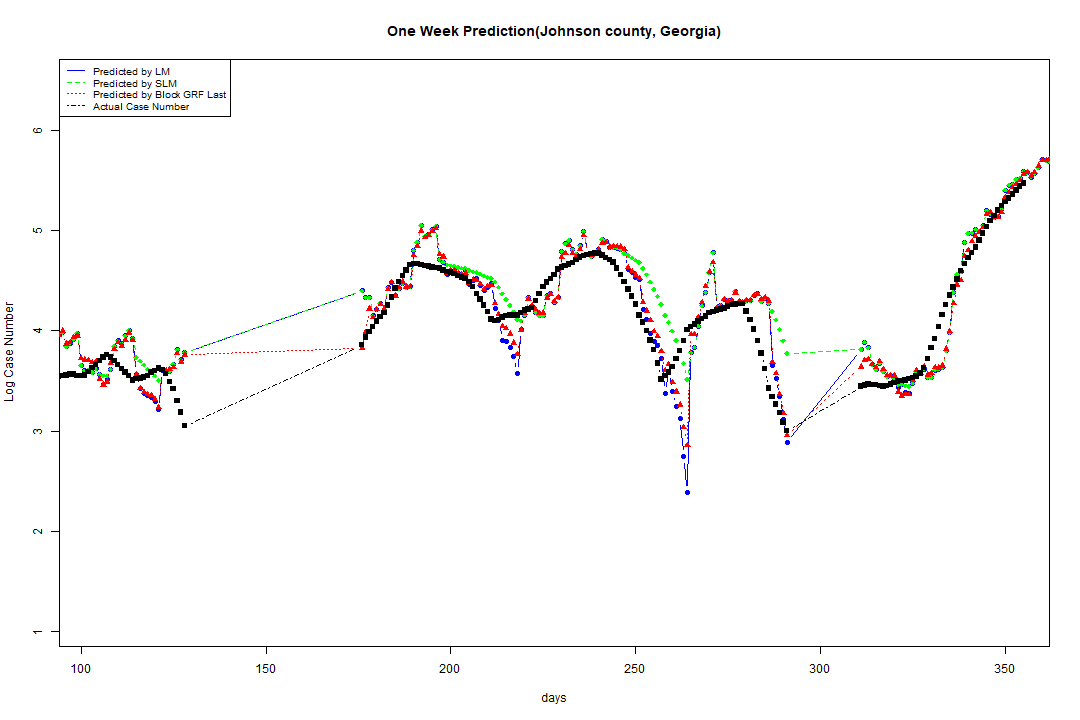 One Week Prediction(Johnson county, Georgia)
Predicted by LM
Predicted by SLM
Predicted by Block GRF Last
Actual Case Number
Log Case Number
6
5
4
3
2
1
100 150 200 250 300 350
days